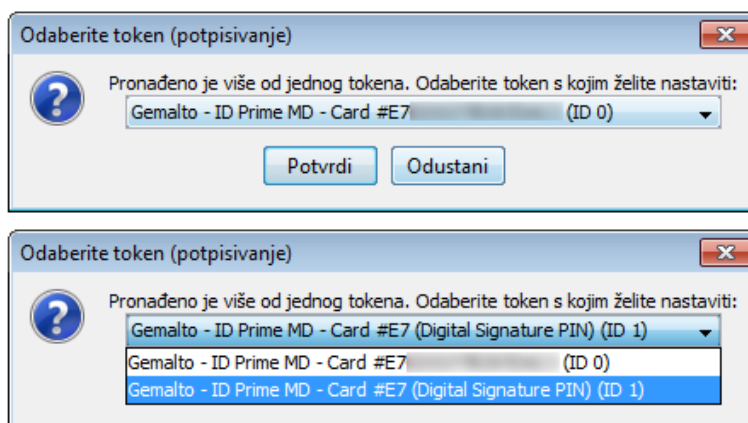 Odaberite token (potpisivanje)
Pronađeno je više od jednog tokena. Odaberite token s kojim želite nastaviti:
Gemalto - ID Prime MD - Card #E7 (ID 0)
Potvrdi Odustani
Odaberite token (potpisivanje)
Pronađeno je više od jednog tokena. Odaberite token s kojim želite nastaviti:
Gemalto - ID Prime MD - Card #E7 (Digital Signature PIN) (ID 1)
Gemalto - ID Prime MD - Card #E7 (ID 0)
Gemalto - ID Prime MD - Card #E7 (Digital Signature PIN) (ID 1)